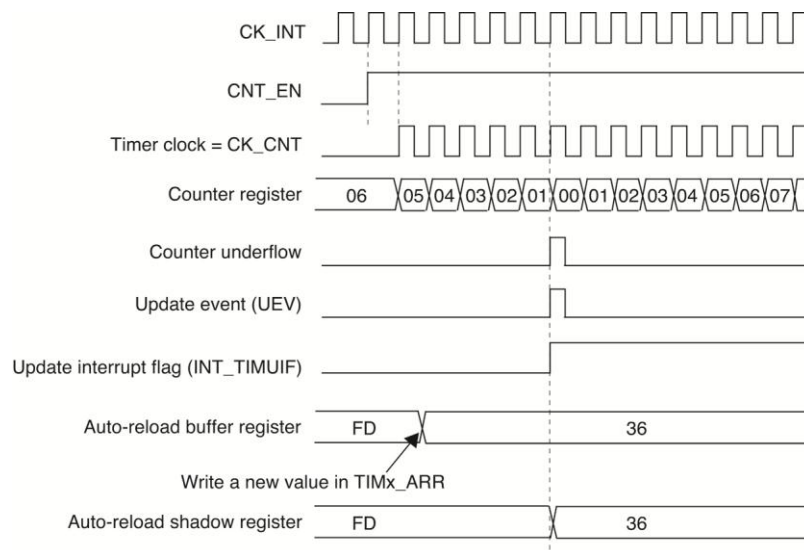 CK_INT
CNT_EN
Timer clock = CK_CNT
Counter register 06 05 04 03 02 01 00 01 02 03 04 05 06 07
Counter underflow
Update event (UEV)
Update interrupt flag (INT_TIMUIF)
Auto-reload buffer register FD 36
Write a new value in TIMx_ARR
Auto-reload shadow register FD 36